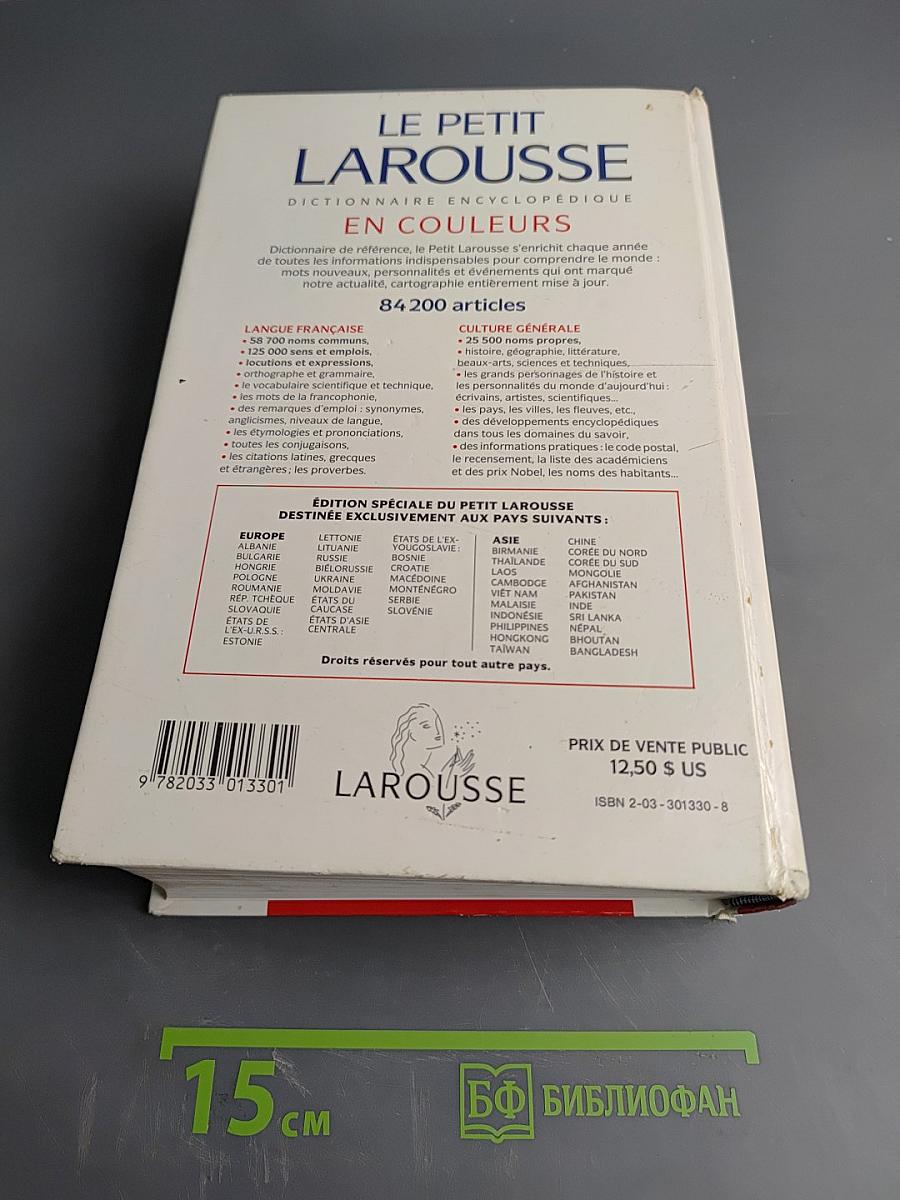 LE PETIT
LAROUSSE
DICTIONNAIRE ENCYCLOPÉDIQUE
EN COULEURS
Dictionnaire de référence, le Petit Larousse s'enrichit chaque année
de toutes les informations indispensables pour comprendre le monde :
mots nouveaux, personnalités et événements qui ont marqué
notre actualité, cartographie entièrement mise à jour.
84 200 articles
LANGUE FRANÇAISE
• 58 700 noms communs,
• 125 000 sens et emplois,
• locutions et expressions,
• orthographe et grammaire,
• le vocabulaire scientifique et technique,
• les mots de la francophonie,
• des remarques d'emploi : synonymes,
anglicismes, niveaux de langue,
• les étymologies et prononciations,
• toutes les conjugaisons,
• les citations latines, grecques
et étrangères ; les proverbes.
CULTURE GÉNÉRALE
• 25 500 noms propres,
• histoire, géographie, littérature,
beaux-arts, sciences et techniques,
• les grands personnages de l'histoire et
les personnalités du monde d'aujourd'hui :
écrivains, artistes, scientifiques...
• les pays, les villes, les fleuves, etc.,
• des développements encyclopédiques
dans tous les domaines du savoir,
• des informations pratiques : le code postal,
le recensement, la liste des académiciens
et des prix Nobel, les noms des habitants...
ÉDITION SPÉCIALE DU PETIT LAROUSSE
DESTINÉE EXCLUSIVEMENT AUX PAYS SUIVANTS :
EUROPE
ALBANIE
BULGARIE
HONGRIE
POLOGNE
ROUMANIE
RÉP. TCHÈQUE
SLOVAQUIE
ÉTATS DE
L'EX-U.R.S.S. :
ESTONIE
LETTONIE
LITUANIE
RUSSIE
BIÉLORUSSIE
UKRAINE
MOLDAVIE
ÉTATS DU
CAUCASE
ÉTATS D'ASIE
CENTRALE
ÉTATS DE L'EX-
YOUGOSLAVIE :
BOSNIE
CROATIE
MACÉDOINE
MONTÉNÉGRO
SERBIE
SLOVÉNIE
ASIE
BIRMANIE
THAÏLANDE
LAOS
CAMBODGE
VIÊT NAM
MALAISIE
INDONÉSIE
PHILIPPINES
HONGKONG
TAÏWAN
CHINE
CORÉE DU NORD
CORÉE DU SUD
MONGOLIE
AFGHANISTAN
PAKISTAN
INDE
SRI LANKA
NÉPAL
BHOUTAN
BANGLADESH
Droits réservés pour tout autre pays.
9 782033 013301
LAROUSSE
PRIX DE VENTE PUBLIC
12,50 $ US
ISBN 2-03-301330-8
15 см
БФ БИБЛИОФАН